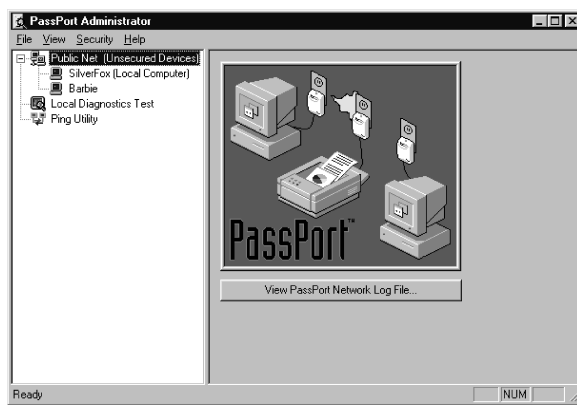 PassPort Administrator
File View Security Help
Public Net (Unsecured Devices)
SilverFox (Local Computer)
Barbie
Local Diagnostics Test
Ping Utility
PassPort™
View PassPort Network Log File...
Ready
NUM